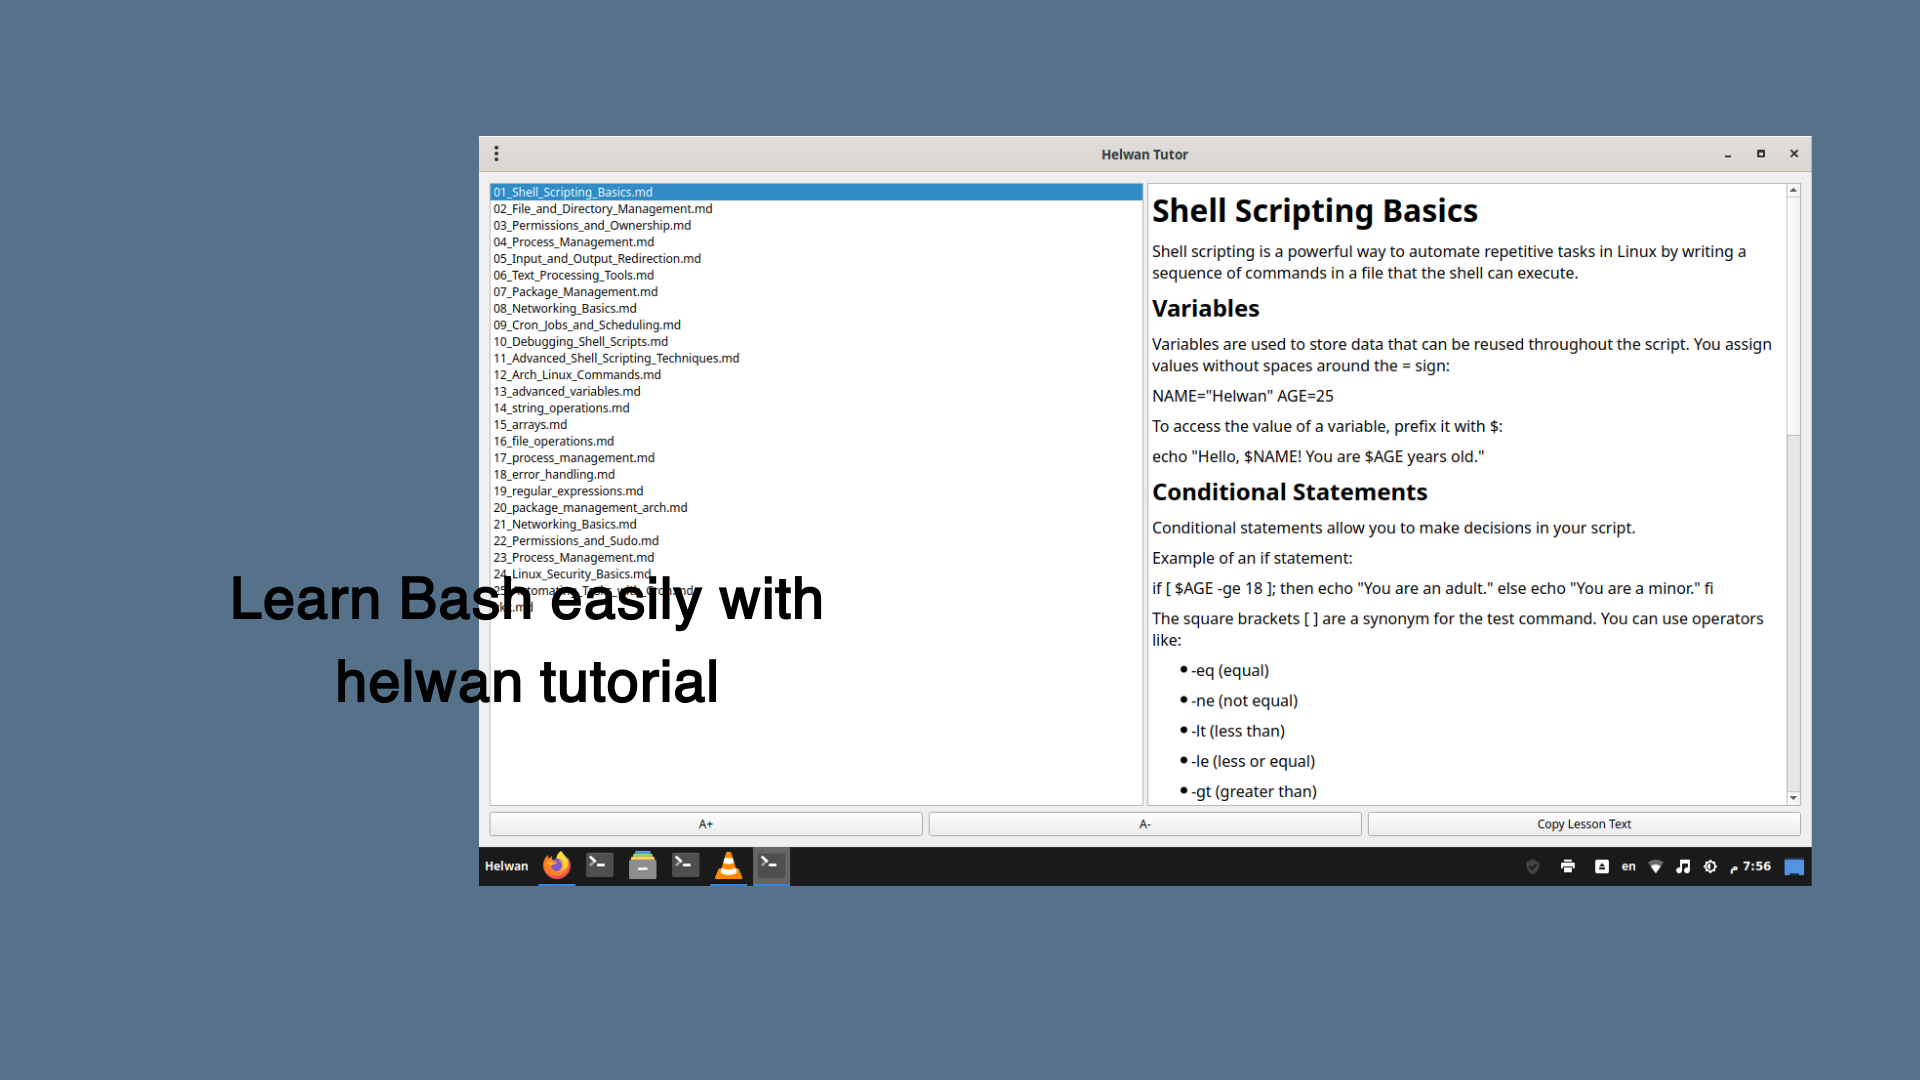 Helwan Tutor
01_Shell_Scripting_Basics.md
02_File_and_Directory_Management.md
03_Permissions_and_Ownership.md
04_Process_Management.md
05_Input_and_Output_Redirection.md
06_Text_Processing_Tools.md
07_Package_Management.md
08_Networking_Basics.md
09_Cron_Jobs_and_Scheduling.md
10_Debugging_Shell_Scripts.md
11_Advanced_Shell_Scripting_Techniques.md
12_Arch_Linux_Commands.md
13_advanced_variables.md
14_string_operations.md
15_arrays.md
16_file_operations.md
17_process_management.md
18_error_handling.md
19_regular_expressions.md
20_package_management_arch.md
21_Networking_Basics.md
22_Permissions_and_Sudo.md
23_Process_Management.md
24_Linux_Security_Basics.md
25_Automating_Tasks_with_Cron.md
Learn Bash easily with
helwan tutorial
Shell Scripting Basics
Shell scripting is a powerful way to automate repetitive tasks in Linux by writing a
sequence of commands in a file that the shell can execute.
Variables
Variables are used to store data that can be reused throughout the script. You assign
values without spaces around the = sign:
NAME="Helwan" AGE=25
To access the value of a variable, prefix it with $:
echo "Hello, $NAME! You are $AGE years old."
Conditional Statements
Conditional statements allow you to make decisions in your script.
Example of an if statement:
if [ $AGE -ge 18 ]; then echo "You are an adult." else echo "You are a minor." fi
The square brackets [ ] are a synonym for the test command. You can use operators
like:
-eq (equal)
-ne (not equal)
-lt (less than)
-le (less or equal)
-gt (greater than)
A+
A-
Copy Lesson Text
Helwan
en
7:56 م